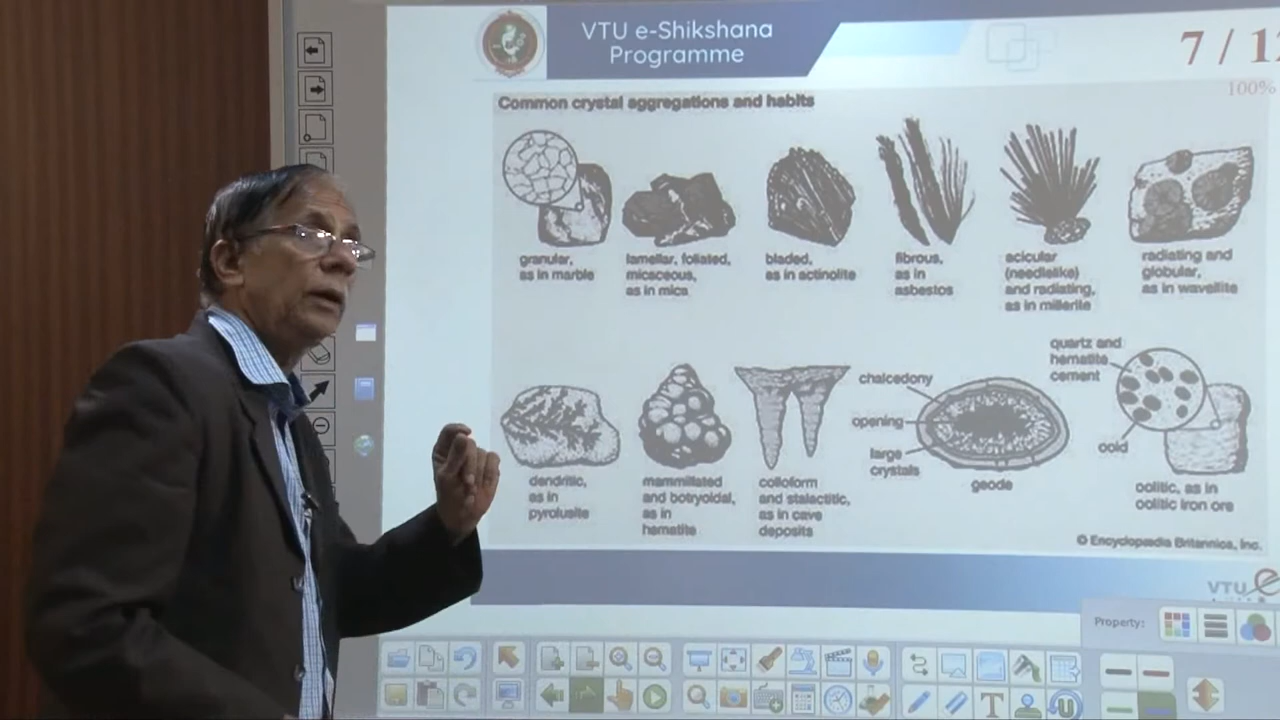 VTU e-Shikshana
Programme
7 / 12
100%
Common crystal aggregations and habits
granular,
as in marble
lamellar, foliated,
micaceous,
as in mica
bladed,
as in actinolite
fibrous,
as in
asbestos
acicular
(needlelike)
and radiating,
as in millerite
radiating and
globular,
as in wavellite
dendritic,
as in
pyrolusite
mammillated
and botryoidal,
as in
hematite
colloform
and stalactitic,
as in cave
deposits
chalcedony
opening
large
crystals
geode
quartz and
hematite
cement
ooid
oolitic, as in
oolitic iron ore
© Encyclopædia Britannica, Inc.
VTU
Property: